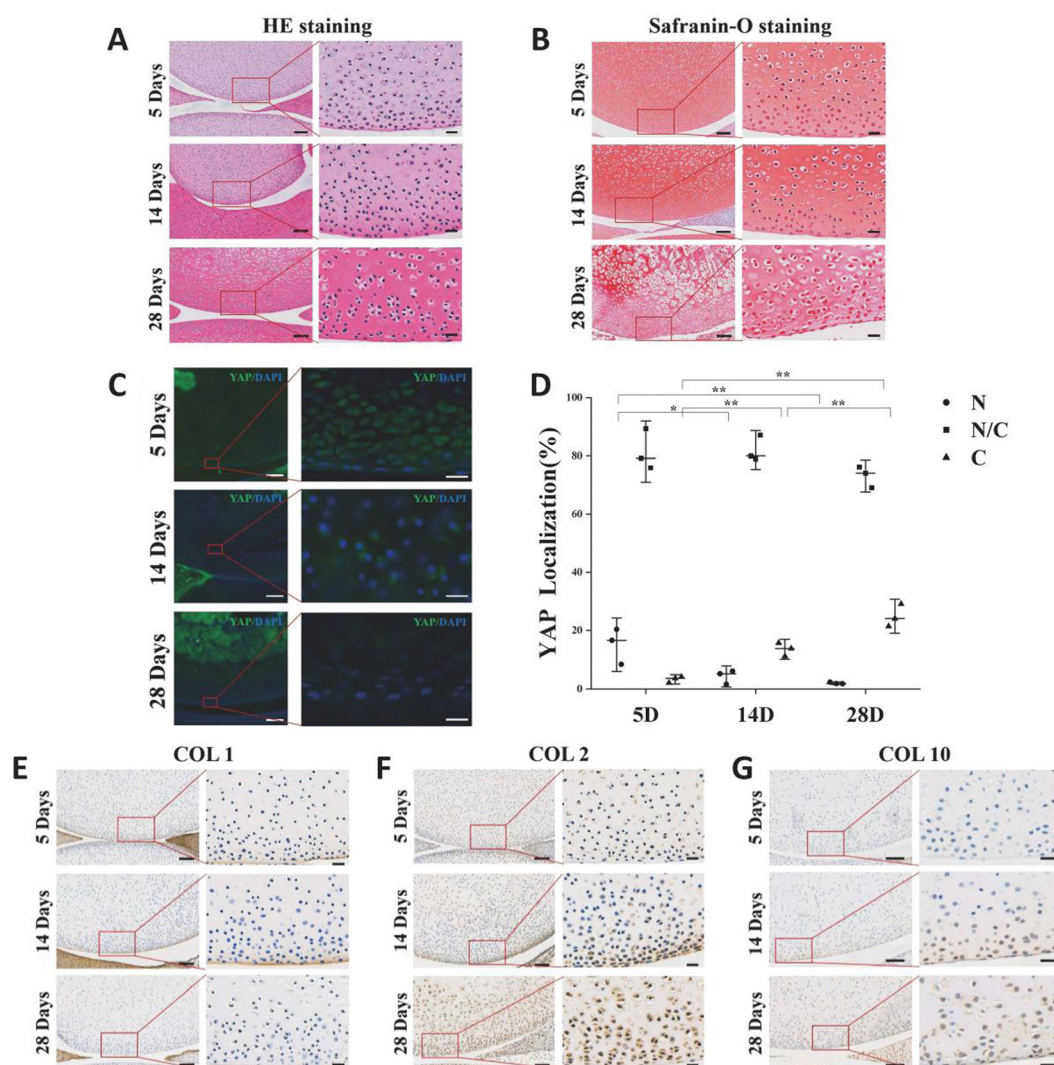 A
HE staining
5 Days
14 Days
28 Days
B
Safranin-O staining
5 Days
14 Days
28 Days
C
5 Days
YAP/DAPI
YAP/DAPI
14 Days
YAP/DAPI
YAP/DAPI
28 Days
YAP/DAPI
YAP/DAPI
D
YAP Localization(%)
100
80
60
40
20
0
5D
14D
28D
*
**
**
**
**
N
N/C
C
E
COL 1
5 Days
14 Days
28 Days
F
COL 2
5 Days
14 Days
28 Days
G
COL 10
5 Days
14 Days
28 Days